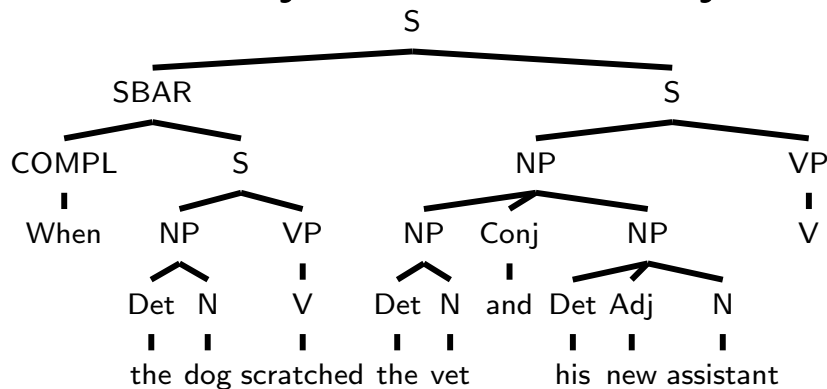 S
SBAR S
COMPL S NP VP
When NP VP NP Conj NP V
Det N V Det N and Det Adj N
the dog scratched the vet his new assistant